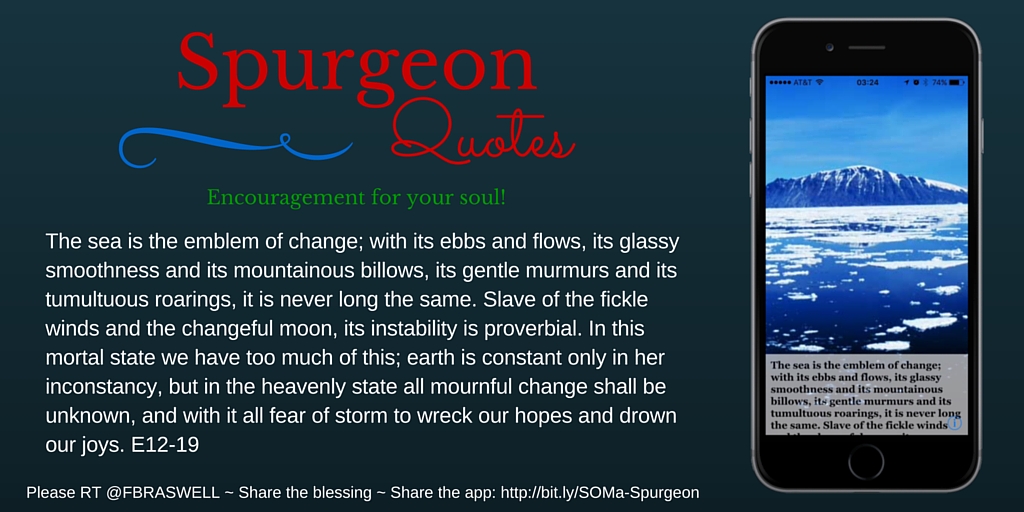 Spurgeon
Quotes
Encouragement for your soul!
The sea is the emblem of change; with its ebbs and flows, its glassy
smoothness and its mountainous billows, its gentle murmurs and its
tumultuous roarings, it is never long the same. Slave of the fickle
winds and the changeful moon, its instability is proverbial. In this
mortal state we have too much of this; earth is constant only in her
inconstancy, but in the heavenly state all mournful change shall be
unknown, and with it all fear of storm to wreck our hopes and drown
our joys. E12-19
Please RT @FBRASWELL ~ Share the blessing ~ Share the app: http://bit.ly/SOMa-Spurgeon
AT&T 03:24 74%
The sea is the emblem of change;
with its ebbs and flows, its glassy
smoothness and its mountainous
billows, its gentle murmurs and its
tumultuous roarings, it is never long
the same. Slave of the fickle winds